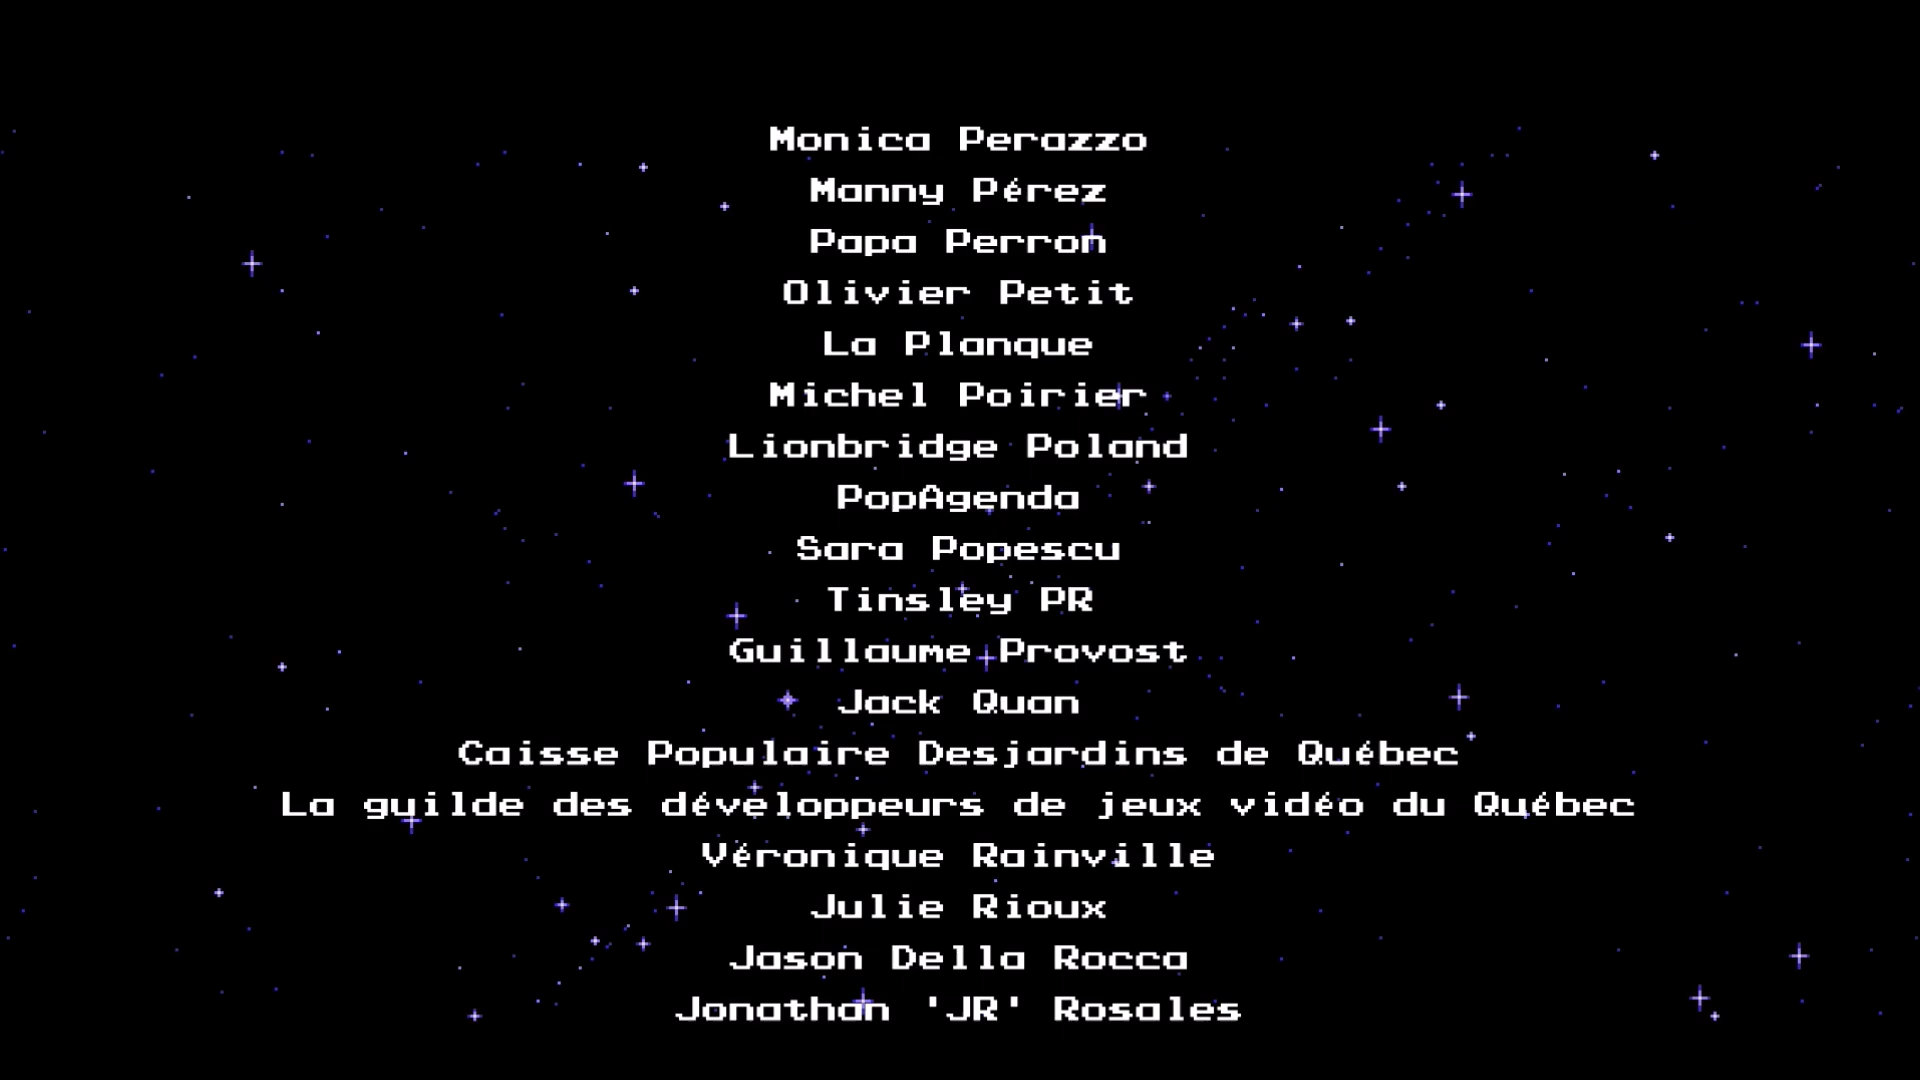 Monica Perazzo
Manny Pérez
Papa Perron
Olivier Petit
La Planque
Michel Poirier
Lionbridge Poland
PopAgenda
Sara Popescu
Tinsley PR
Guillaume Provost
Jack Quan
Caisse Populaire Desjardins de Québec
La guilde des développeurs de jeux vidéo du Québec
Véronique Rainville
Julie Rioux
Jason Della Rocca
Jonathan 'JR' Rosales